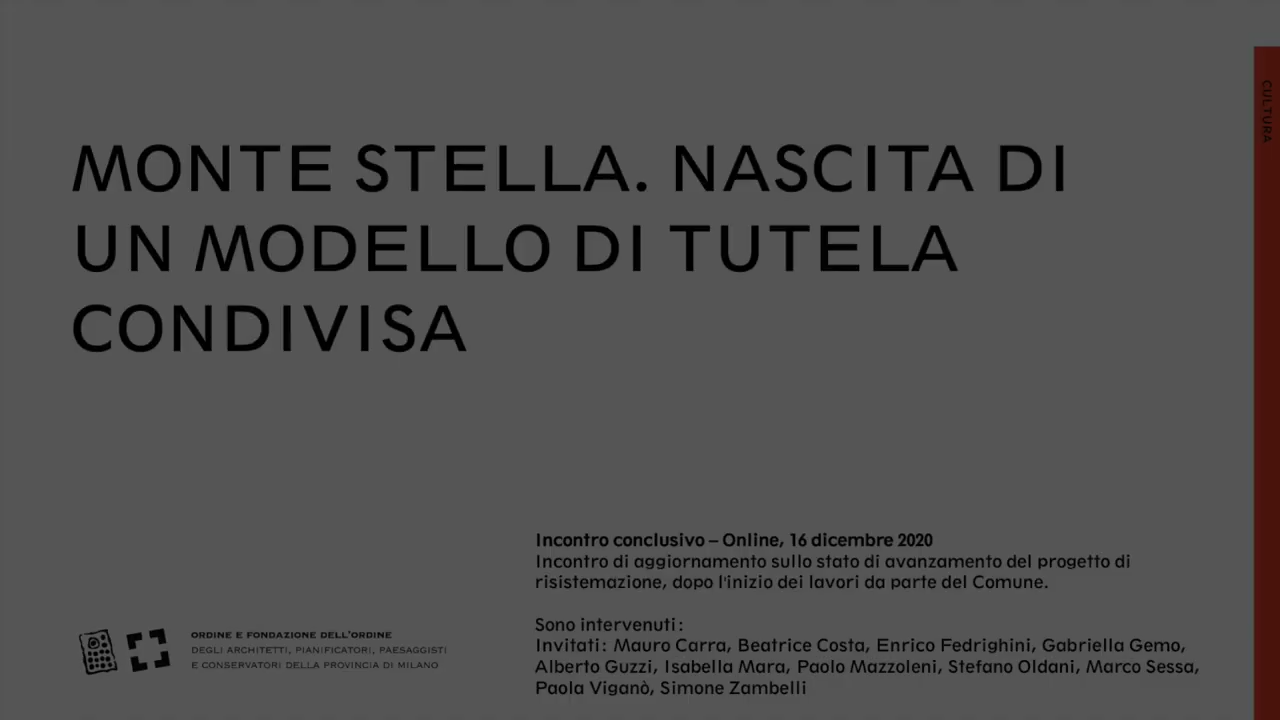 CULTURA
MONTE STELLA. NASCITA DI
UN MODELLO DI TUTELA
CONDIVISA
Incontro conclusivo – Online, 16 dicembre 2020
Incontro di aggiornamento sullo stato di avanzamento del progetto di
risistemazione, dopo l'inizio dei lavori da parte del Comune.
Sono intervenuti:
Invitati: Mauro Carra, Beatrice Costa, Enrico Fedrighini, Gabriella Gemo,
Alberto Guzzi, Isabella Mara, Paolo Mazzoleni, Stefano Oldani, Marco Sessa,
Paola Viganò, Simone Zambelli
ORDINE E FONDAZIONE DELL'ORDINE
DEGLI ARCHITETTI, PIANIFICATORI, PAESAGGISTI
E CONSERVATORI DELLA PROVINCIA DI MILANO